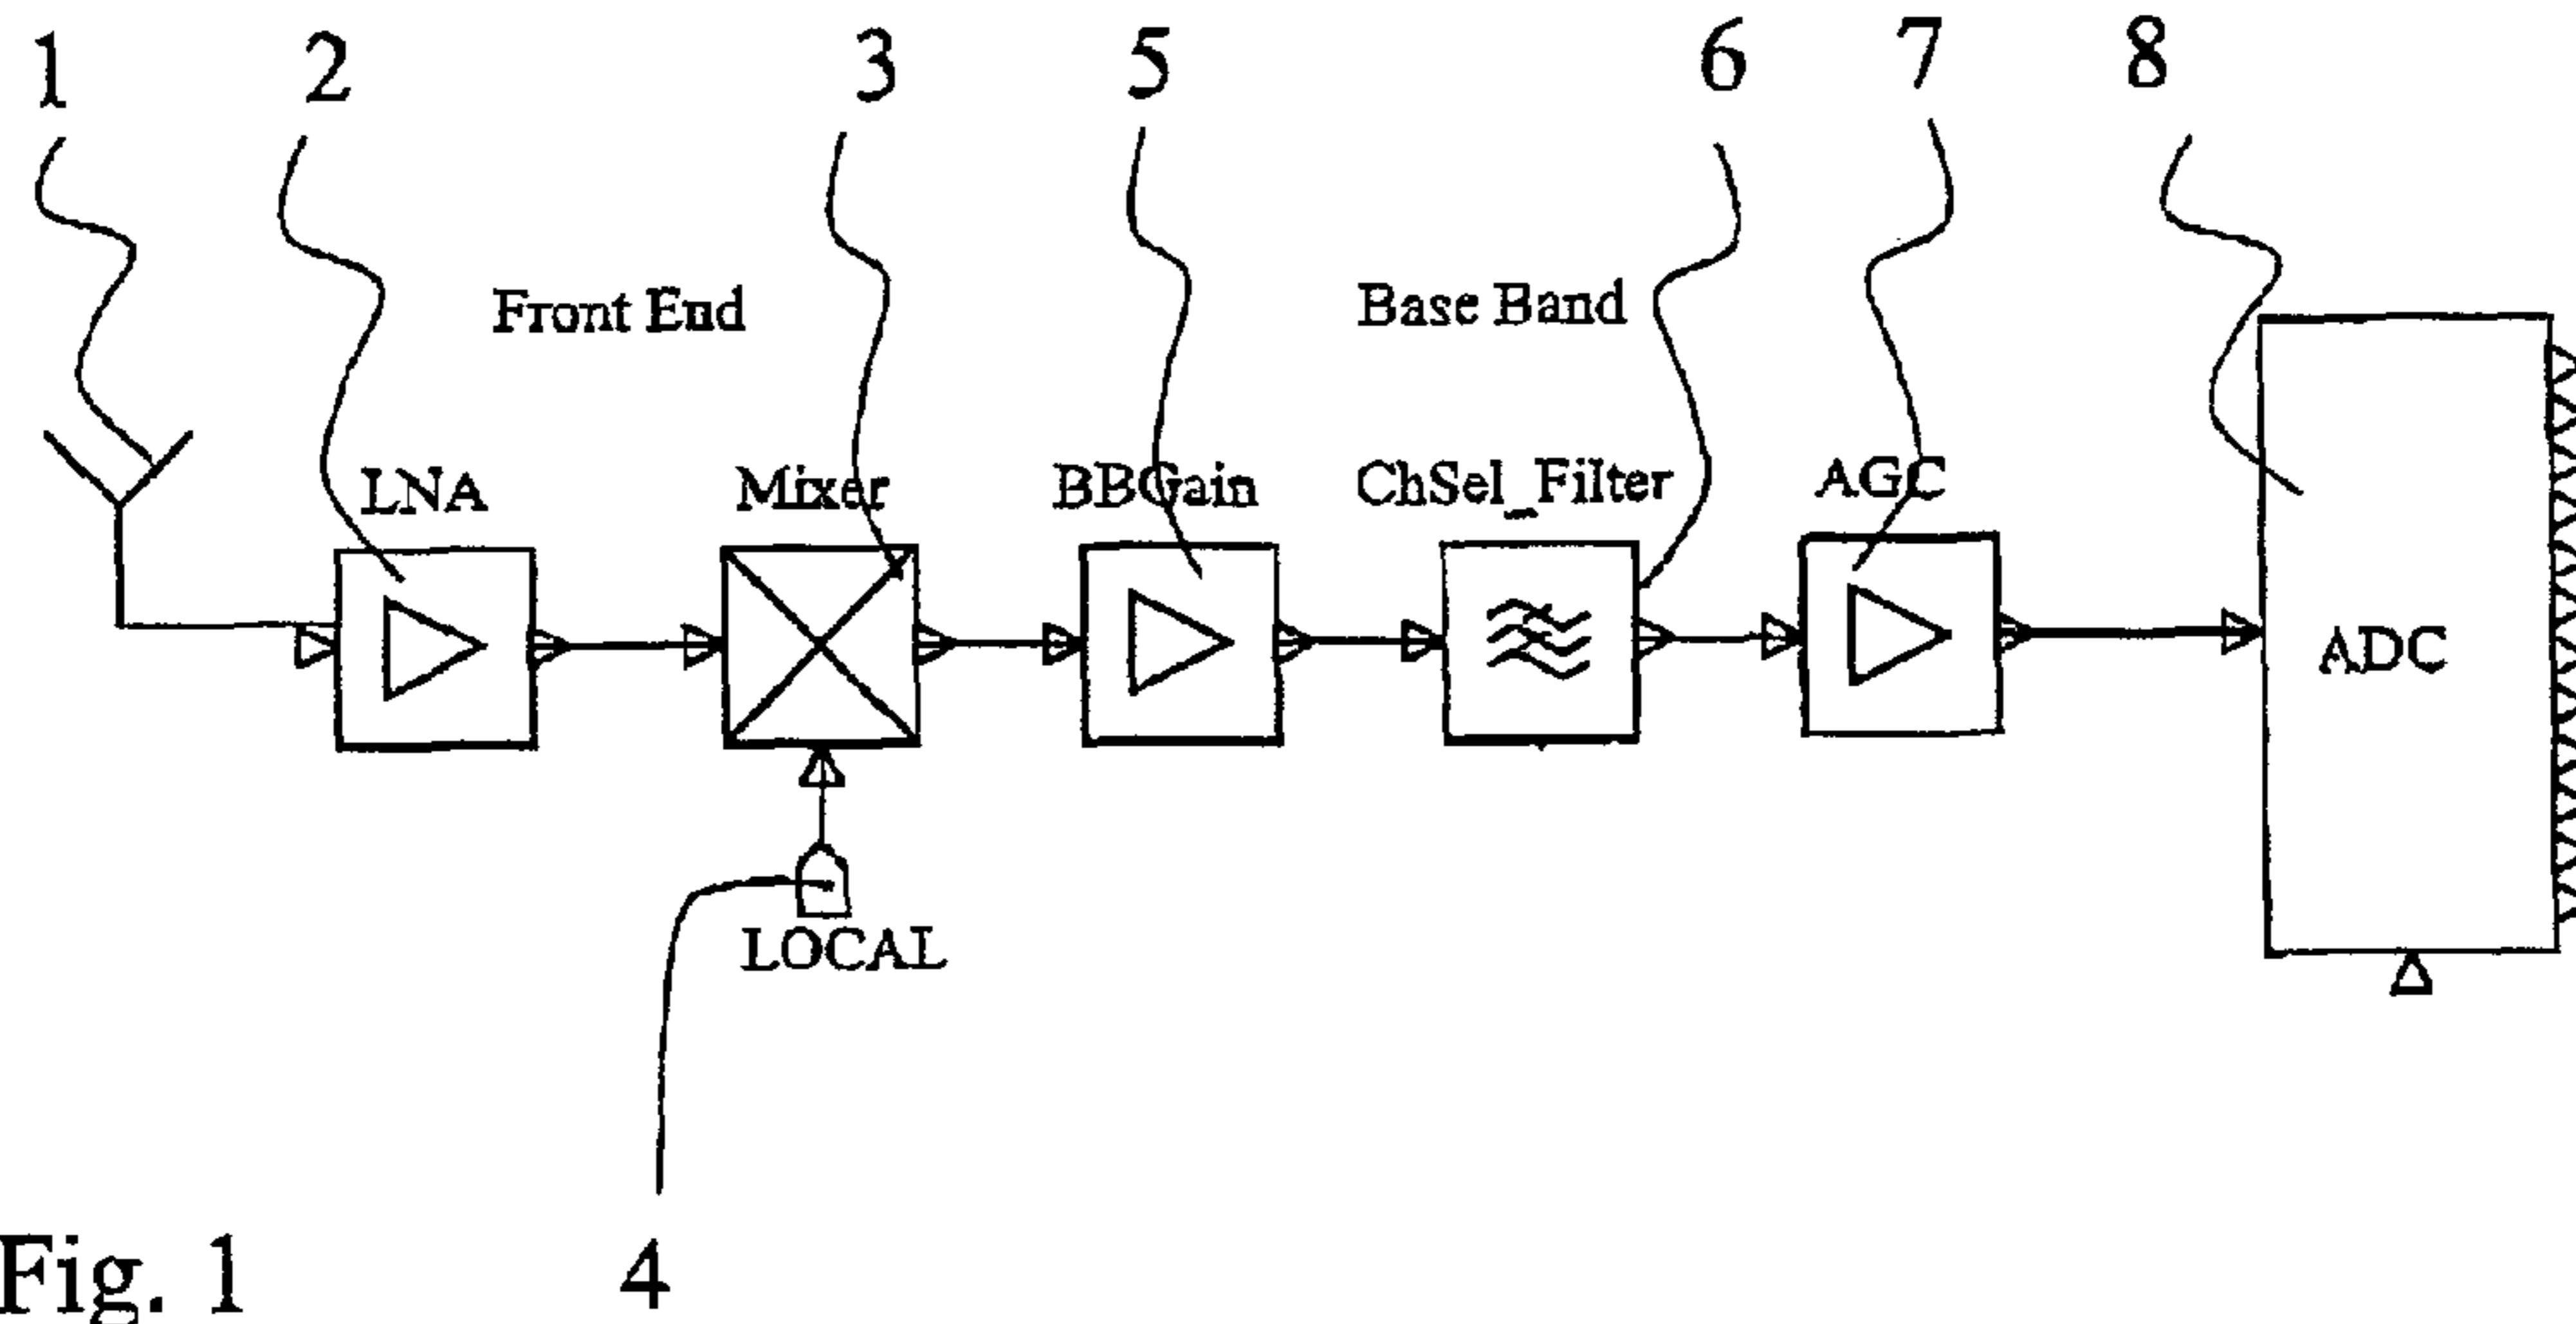 1 2 3 5 6 7 8
Front End Base Band
LNA Mixer BBGain ChSel_Filter AGC
ADC
LOCAL
4
Fig. 1